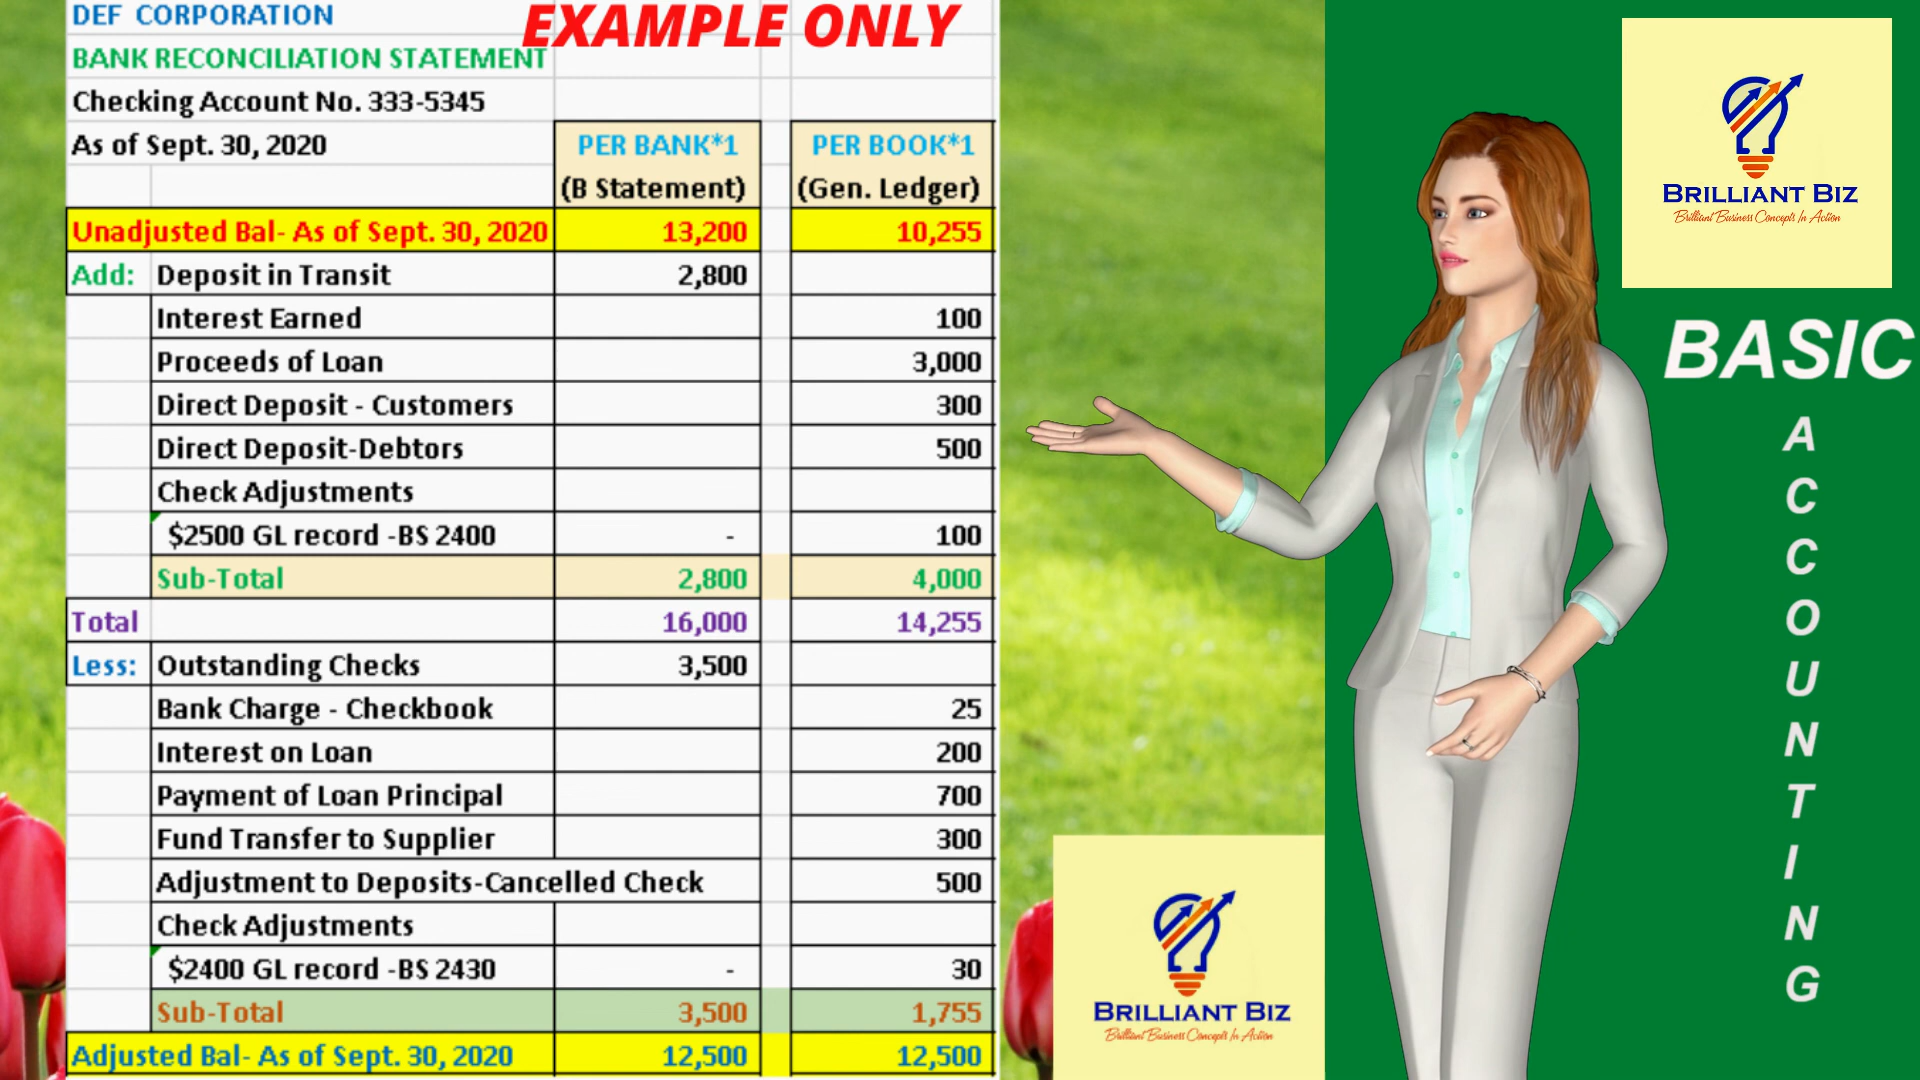 DEF CORPORATION
EXAMPLE ONLY
BANK RECONCILIATION STATEMENT
Checking Account No. 333-5345
As of Sept. 30, 2020 PER BANK*1 PER BOOK*1
(B Statement) (Gen. Ledger)
Unadjusted Bal- As of Sept. 30, 2020 13,200 10,255
Add: Deposit in Transit 2,800
Interest Earned 100
Proceeds of Loan 3,000
Direct Deposit - Customers 300
Direct Deposit-Debtors 500
Check Adjustments
$2500 GL record -BS 2400 - 100
Sub-Total 2,800 4,000
Total 16,000 14,255
Less: Outstanding Checks 3,500
Bank Charge - Checkbook 25
Interest on Loan 200
Payment of Loan Principal 700
Fund Transfer to Supplier 300
Adjustment to Deposits-Cancelled Check 500
Check Adjustments
$2400 GL record -BS 2430 - 30
Sub-Total 3,500 1,755
Adjusted Bal- As of Sept. 30, 2020 12,500 12,500
BRILLIANT BIZ
Brilliant Business Concepts In Action
BRILLIANT BIZ
Brilliant Business Concepts In Action
BASIC
ACCOUNTING